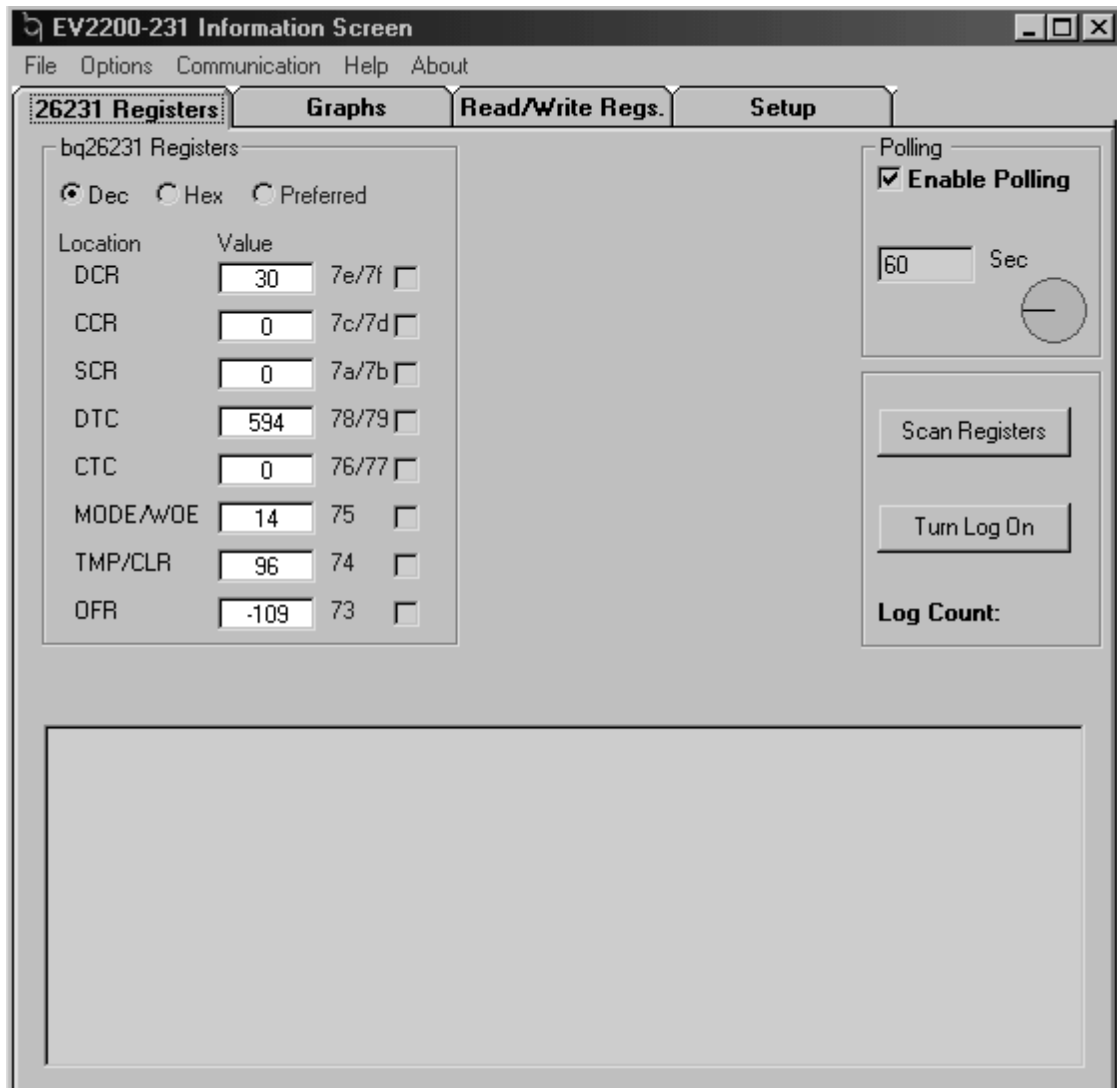 EV2200-231 Information Screen
File Options Communication Help About
26231 Registers Graphs Read/Write Regs. Setup
bq26231 Registers
Dec Hex Preferred
Location Value
DCR 30 7e/7f
CCR 0 7c/7d
SCR 0 7a/7b
DTC 594 78/79
CTC 0 76/77
MODE/WOE 14 75
TMP/CLR 96 74
OFR -109 73
Polling
Enable Polling
60 Sec
Scan Registers
Turn Log On
Log Count: